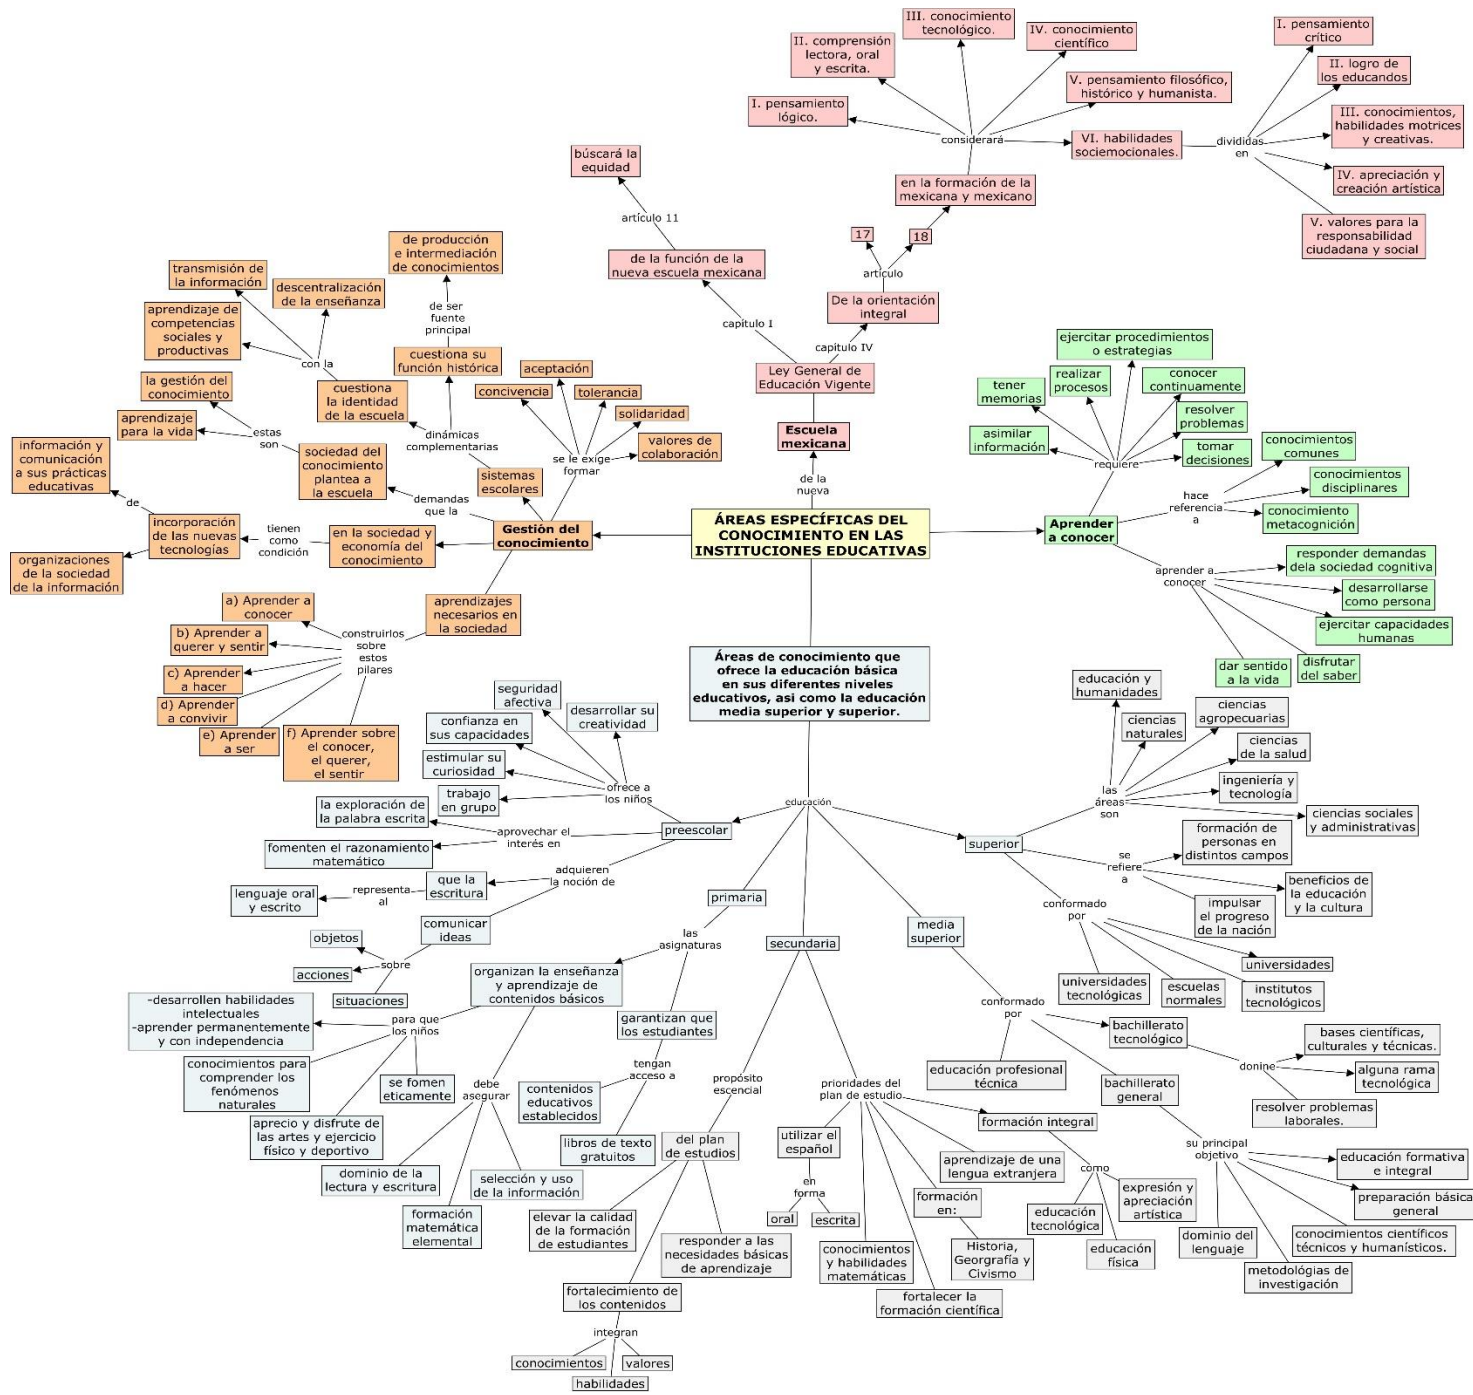 III. conocimiento
tecnológico.
II. comprensión
lectora, oral
y escrita.
IV. conocimiento
científico
I. pensamiento
lógico.
V. pensamiento filosófico,
histórico y humanista.
considerará
VI. habilidades
sociemocionales.
divididas
en
I. pensamiento
crítico
II. logro de
los educandos
III. conocimientos,
habilidades motrices
y creativas.
IV. apreciación y
creación artística
V. valores para la
responsabilidad
ciudadana y social
en la formación de la
mexicana y mexicano
17
18
artículo
De la orientación
integral
capítulo IV
búscará la
equidad
artículo 11
de la función de la
nueva escuela mexicana
capítulo I
Ley General de
Educación Vigente
Escuela
mexicana
de la
nueva
ÁREAS ESPECÍFICAS DEL
CONOCIMIENTO EN LAS
INSTITUCIONES EDUCATIVAS
Gestión del
conocimiento
sistemas
escolares
dinámicas
complementarias
cuestiona su
función histórica
de ser
fuente
principal
de producción
e intermediación
de conocimientos
cuestiona
la identidad
de la escuela
con la
transmisión de
la información
descentralización
de la enseñanza
aprendizaje de
competencias
sociales y
productivas
se le exige
formar
concivencia
aceptación
tolerancia
solidaridad
valores de
colaboración
demandas
que la
sociedad del
conocimiento
plantea a
la escuela
estas
son
la gestión del
conocimiento
aprendizaje
para la vida
en la sociedad y
economía del
conocimiento
tienen
como
condición
incorporación
de las nuevas
tecnologías
de
información y
comunicación
a sus prácticas
educativas
organizaciones
de la sociedad
de la información
aprendizajes
necesarios en
la sociedad
construirlos
sobre
estos
pilares
a) Aprender a
conocer
b) Aprender a
querer y sentir
c) Aprender
a hacer
d) Aprender
a convivir
e) Aprender
a ser
f) Aprender sobre
el conocer,
el querer,
el sentir
Aprender
a conocer
requiere
asimilar
información
tener
memorias
realizar
procesos
ejercitar procedimientos
o estrategias
conocer
continuamente
resolver
problemas
tomar
decisiones
hace
referencia
a
conocimientos
comunes
conocimientos
disciplinares
conocimiento
metacognición
aprender a
conocer
responder demandas
dela sociedad cognitiva
desarrollarse
como persona
ejercitar capacidades
humanas
disfrutar
del saber
dar sentido
a la vida
Áreas de conocimiento que
ofrece la educación básica
en sus diferentes niveles
educativos, asi como la educación
media superior y superior.
educación
preescolar
ofrece a
los niños
seguridad
afectiva
desarrollar su
creatividad
confianza en
sus capacidades
estimular su
curiosidad
trabajo
en grupo
aprovechar el
interés en
la exploración de
la palabra escrita
fomenten el razonamiento
matemático
adquieren
la noción de
que la
escritura
representa
al
lenguaje oral
y escrito
comunicar
ideas
sobre
objetos
acciones
situaciones
primaria
las
asignaturas
organizan la enseñanza
y aprendizaje de
contenidos básicos
para que
los niños
-desarrollen habilidades
intelectuales
-aprender permanentemente
y con independencia
conocimientos para
comprender los
fenómenos
naturales
aprecio y disfrute de
las artes y ejercicio
físico y deportivo
se fomen
eticamente
debe
asegurar
dominio de la
lectura y escritura
formación
matemática
elemental
selección y uso
de la información
garantizan que
los estudiantes
tengan
acceso a
contenidos
educativos
establecidos
libros de texto
gratuitos
secundaria
propósito
escencial
del plan
de estudios
elevar la calidad
de la formación
de estudiantes
responder a las
necesidades básicas
de aprendizaje
fortalecimiento de
los contenidos
integran
conocimientos
habilidades
valores
prioridades del
plan de estudio
utilizar el
español
en
forma
oral
escrita
conocimientos
y habilidades
matemáticas
fortalecer la
formación científica
formación
en:
Historia,
Georgrafía y
Civismo
aprendizaje de una
lengua extranjera
formación integral
como
educación
tecnológica
educación
física
expresión y
apreciación
artística
media
superior
conformado
por
educación profesional
técnica
bachillerato
tecnológico
donine
bases científicas,
culturales y técnicas.
alguna rama
tecnológica
resolver problemas
laborales.
bachillerato
general
su principal
objetivo
educación formativa
e integral
preparación básica
general
conocimientos científicos
técnicos y humanísticos.
metodológias de
investigación
dominio del
lenguaje
superior
las
áreas
son
educación y
humanidades
ciencias
naturales
ciencias
agropecuarias
ciencias
de la salud
ingeniería y
tecnología
ciencias sociales
y administrativas
se
refiere
a
formación de
personas en
distintos campos
beneficios de
la educación
y la cultura
impulsar
el progreso
de la nación
conformado
por
universidades
tecnológicas
escuelas
normales
institutos
tecnológicos
universidades